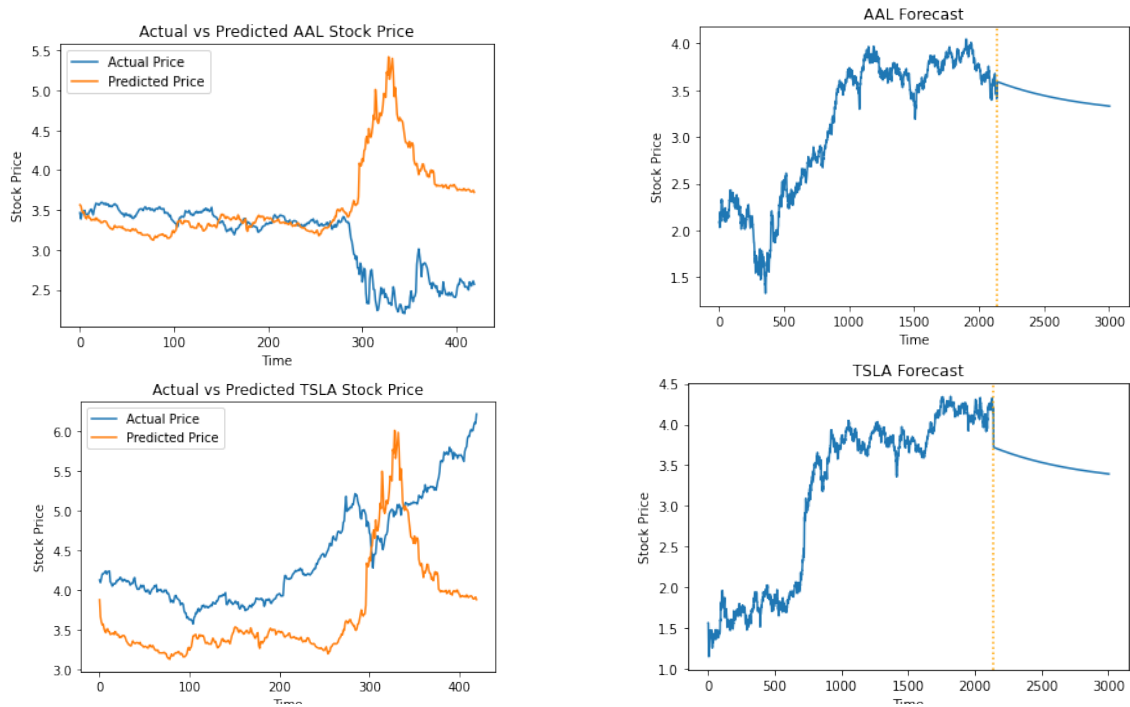 Actual vs Predicted AAL Stock Price
Actual Price
Predicted Price
5.5
5.0
4.5
4.0
3.5
3.0
2.5
Stock Price
0 100 200 300 400
Time
AAL Forecast
4.0
3.5
3.0
2.5
2.0
1.5
Stock Price
0 500 1000 1500 2000 2500 3000
Time
Actual vs Predicted TSLA Stock Price
Actual Price
Predicted Price
6.0
5.5
5.0
4.5
4.0
3.5
3.0
Stock Price
0 100 200 300 400
Time
TSLA Forecast
4.5
4.0
3.5
3.0
2.5
2.0
1.5
1.0
Stock Price
0 500 1000 1500 2000 2500 3000
Time